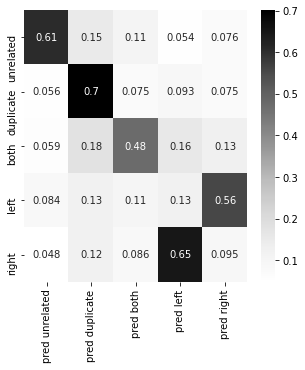 unrelated 0.61 0.15 0.11 0.054 0.076
duplicate 0.056 0.7 0.075 0.093 0.075
both 0.059 0.18 0.48 0.16 0.13
left 0.084 0.13 0.11 0.13 0.56
right 0.048 0.12 0.086 0.65 0.095
pred unrelated pred duplicate pred both pred left pred right
0.7
0.6
0.5
0.4
0.3
0.2
0.1